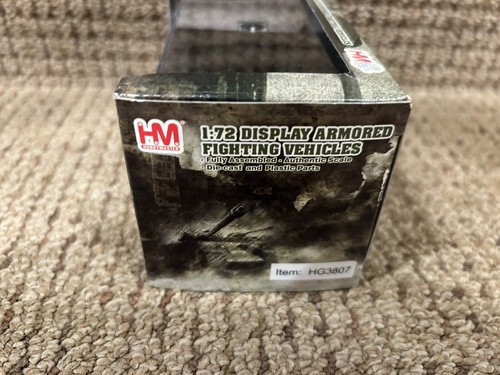 HM
HOBBYMASTER
1:72 DISPLAY ARMORED
FIGHTING VEHICLES
• Fully Assembled • Authentic Scale
• Die-cast and Plastic Parts
Item: HG3807
HM